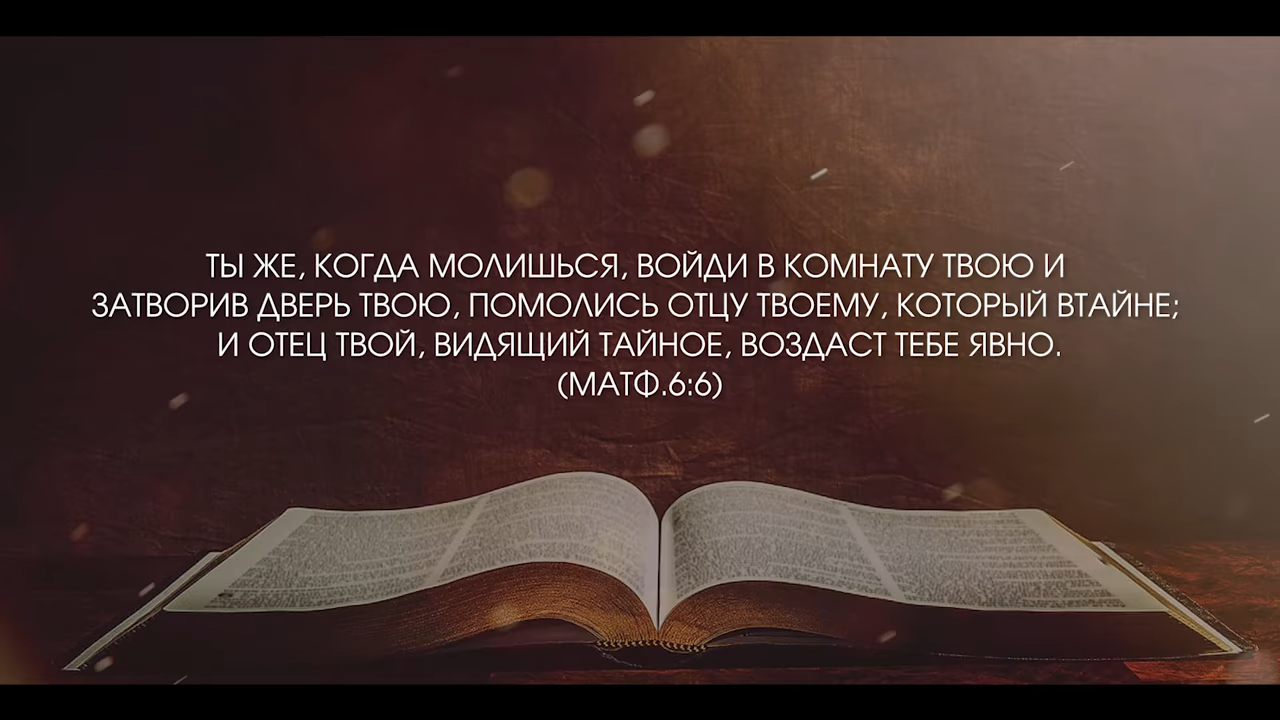 ТЫ ЖЕ, КОГДА МОЛИШЬСЯ, ВОЙДИ В КОМНАТУ ТВОЮ И
ЗАТВОРИВ ДВЕРЬ ТВОЮ, ПОМОЛИСЬ ОТЦУ ТВОЕМУ, КОТОРЫЙ ВТАЙНЕ;
И ОТЕЦ ТВОЙ, ВИДЯЩИЙ ТАЙНОЕ, ВОЗДАСТ ТЕБЕ ЯВНО.
(МАТФ.6:6)